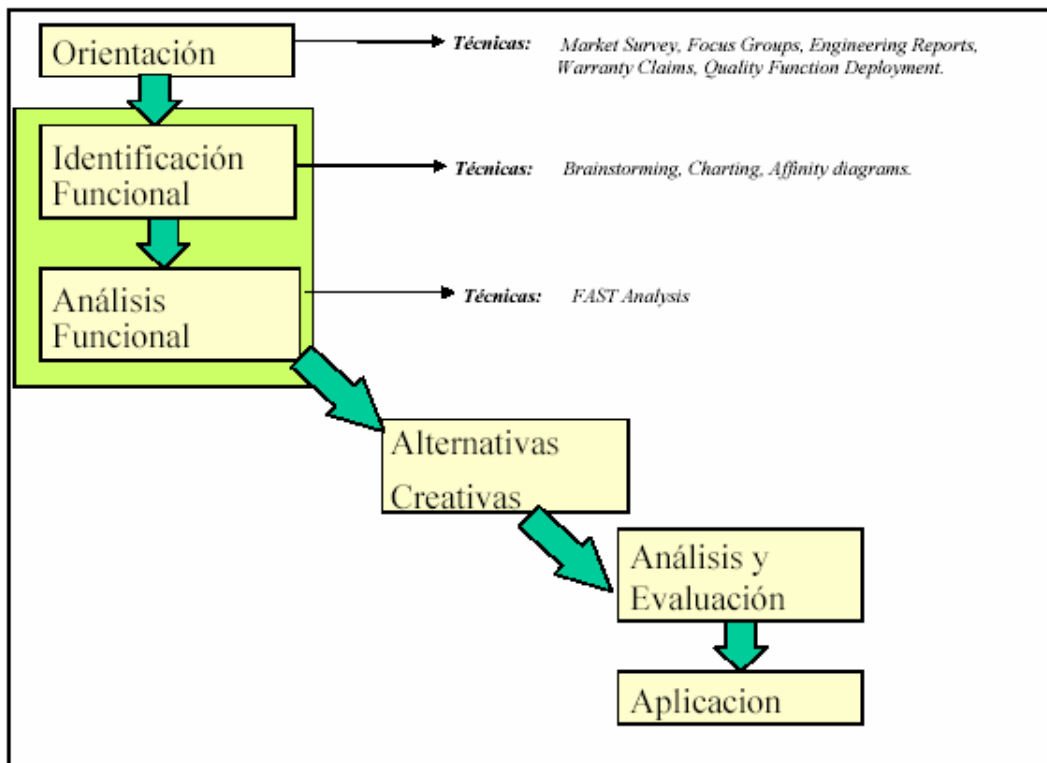 Orientación
Técnicas: Market Survey, Focus Groups, Engineering Reports,
Warranty Claims, Quality Function Deployment.
Identificación
Funcional
Técnicas: Brainstorming, Charting, Affinity diagrams.
Análisis
Funcional
Técnicas: FAST Analysis
Alternativas
Creativas
Análisis y
Evaluación
Aplicacion